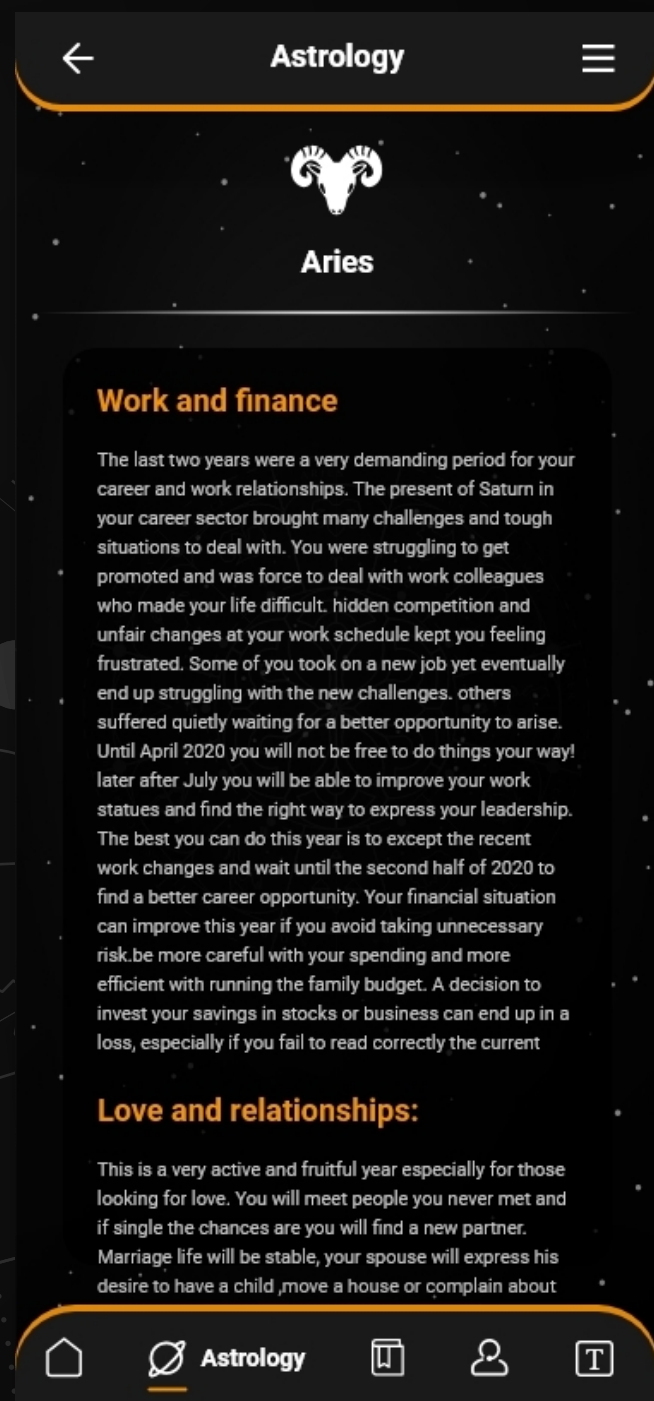 Astrology
Aries
Work and finance
The last two years were a very demanding period for your
career and work relationships. The present of Saturn in
your career sector brought many challenges and tough
situations to deal with. You were struggling to get
promoted and was force to deal with work colleagues
who made your life difficult. hidden competition and
unfair changes at your work schedule kept you feeling
frustrated. Some of you took on a new job yet eventually
end up struggling with the new challenges. others
suffered quietly waiting for a better opportunity to arise.
Until April 2020 you will not be free to do things your way!
later after July you will be able to improve your work
statues and find the right way to express your leadership.
The best you can do this year is to except the recent
work changes and wait until the second half of 2020 to
find a better career opportunity. Your financial situation
can improve this year if you avoid taking unnecessary
risk.be more careful with your spending and more
efficient with running the family budget. A decision to
invest your savings in stocks or business can end up in a
loss, especially if you fail to read correctly the current
Love and relationships:
This is a very active and fruitful year especially for those
looking for love. You will meet people you never met and
if single the chances are you will find a new partner.
Marriage life will be stable, your spouse will express his
desire to have a child ,move a house or complain about
Astrology
T